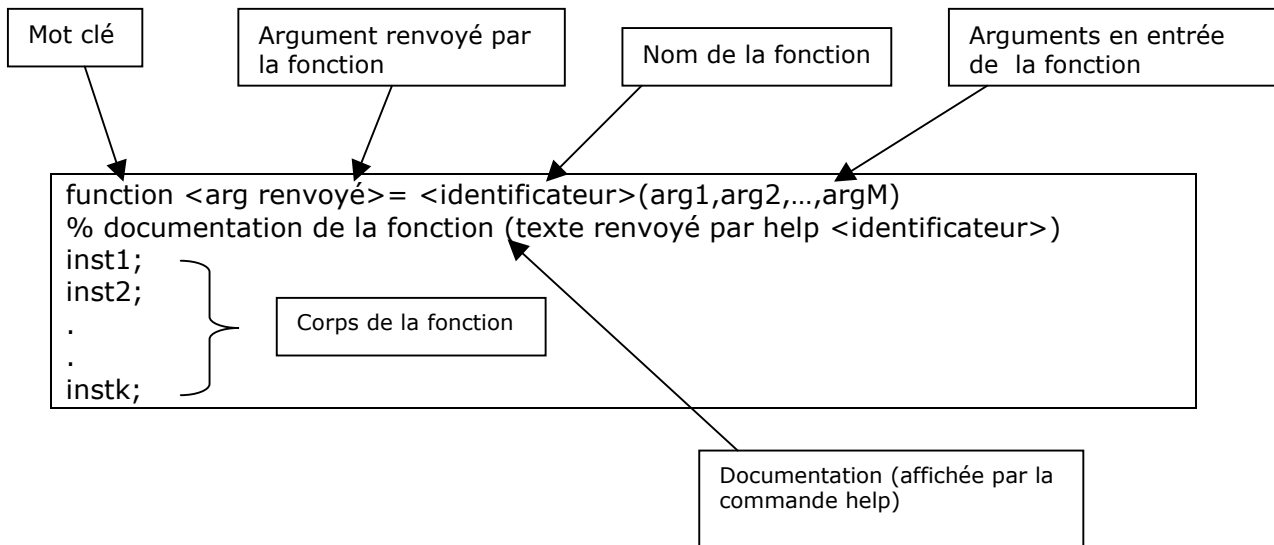 Mot clé
Argument renvoyé par
la fonction
Nom de la fonction
Arguments en entrée
de la fonction
function <arg renvoyé>= <identificateur>(arg1,arg2,…,argM)
% documentation de la fonction (texte renvoyé par help <identificateur>)
inst1;
inst2;
.
.
instk;
Corps de la fonction
Documentation (affichée par la
commande help)